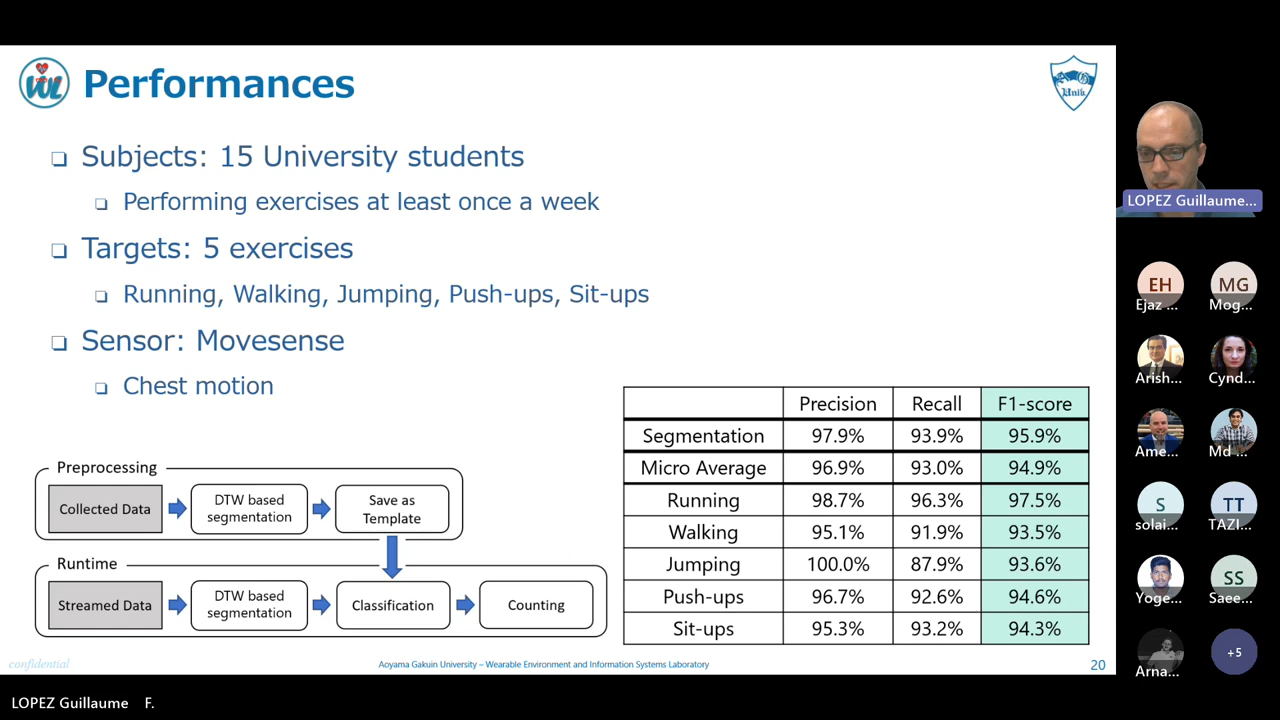 Performances
Subjects: 15 University students
Performing exercises at least once a week
Targets: 5 exercises
Running, Walking, Jumping, Push-ups, Sit-ups
Sensor: Movesense
Chest motion
Preprocessing
Collected Data
DTW based
segmentation
Save as
Template
Runtime
Streamed Data
DTW based
segmentation
Classification
Counting
Precision Recall F1-score
Segmentation 97.9% 93.9% 95.9%
Micro Average 96.9% 93.0% 94.9%
Running 98.7% 96.3% 97.5%
Walking 95.1% 91.9% 93.5%
Jumping 100.0% 87.9% 93.6%
Push-ups 96.7% 92.6% 94.6%
Sit-ups 95.3% 93.2% 94.3%
confidential
Aoyama Gakuin University – Wearable Environment and Information Systems Laboratory
20
LOPEZ Guillaume...
EH MG
Ejaz ... Mog...
Arish... Cynd...
Ame... Md ...
S TT
solai... TAZI...
SS
Yoge... Saee...
Arna... +5
LOPEZ Guillaume F.